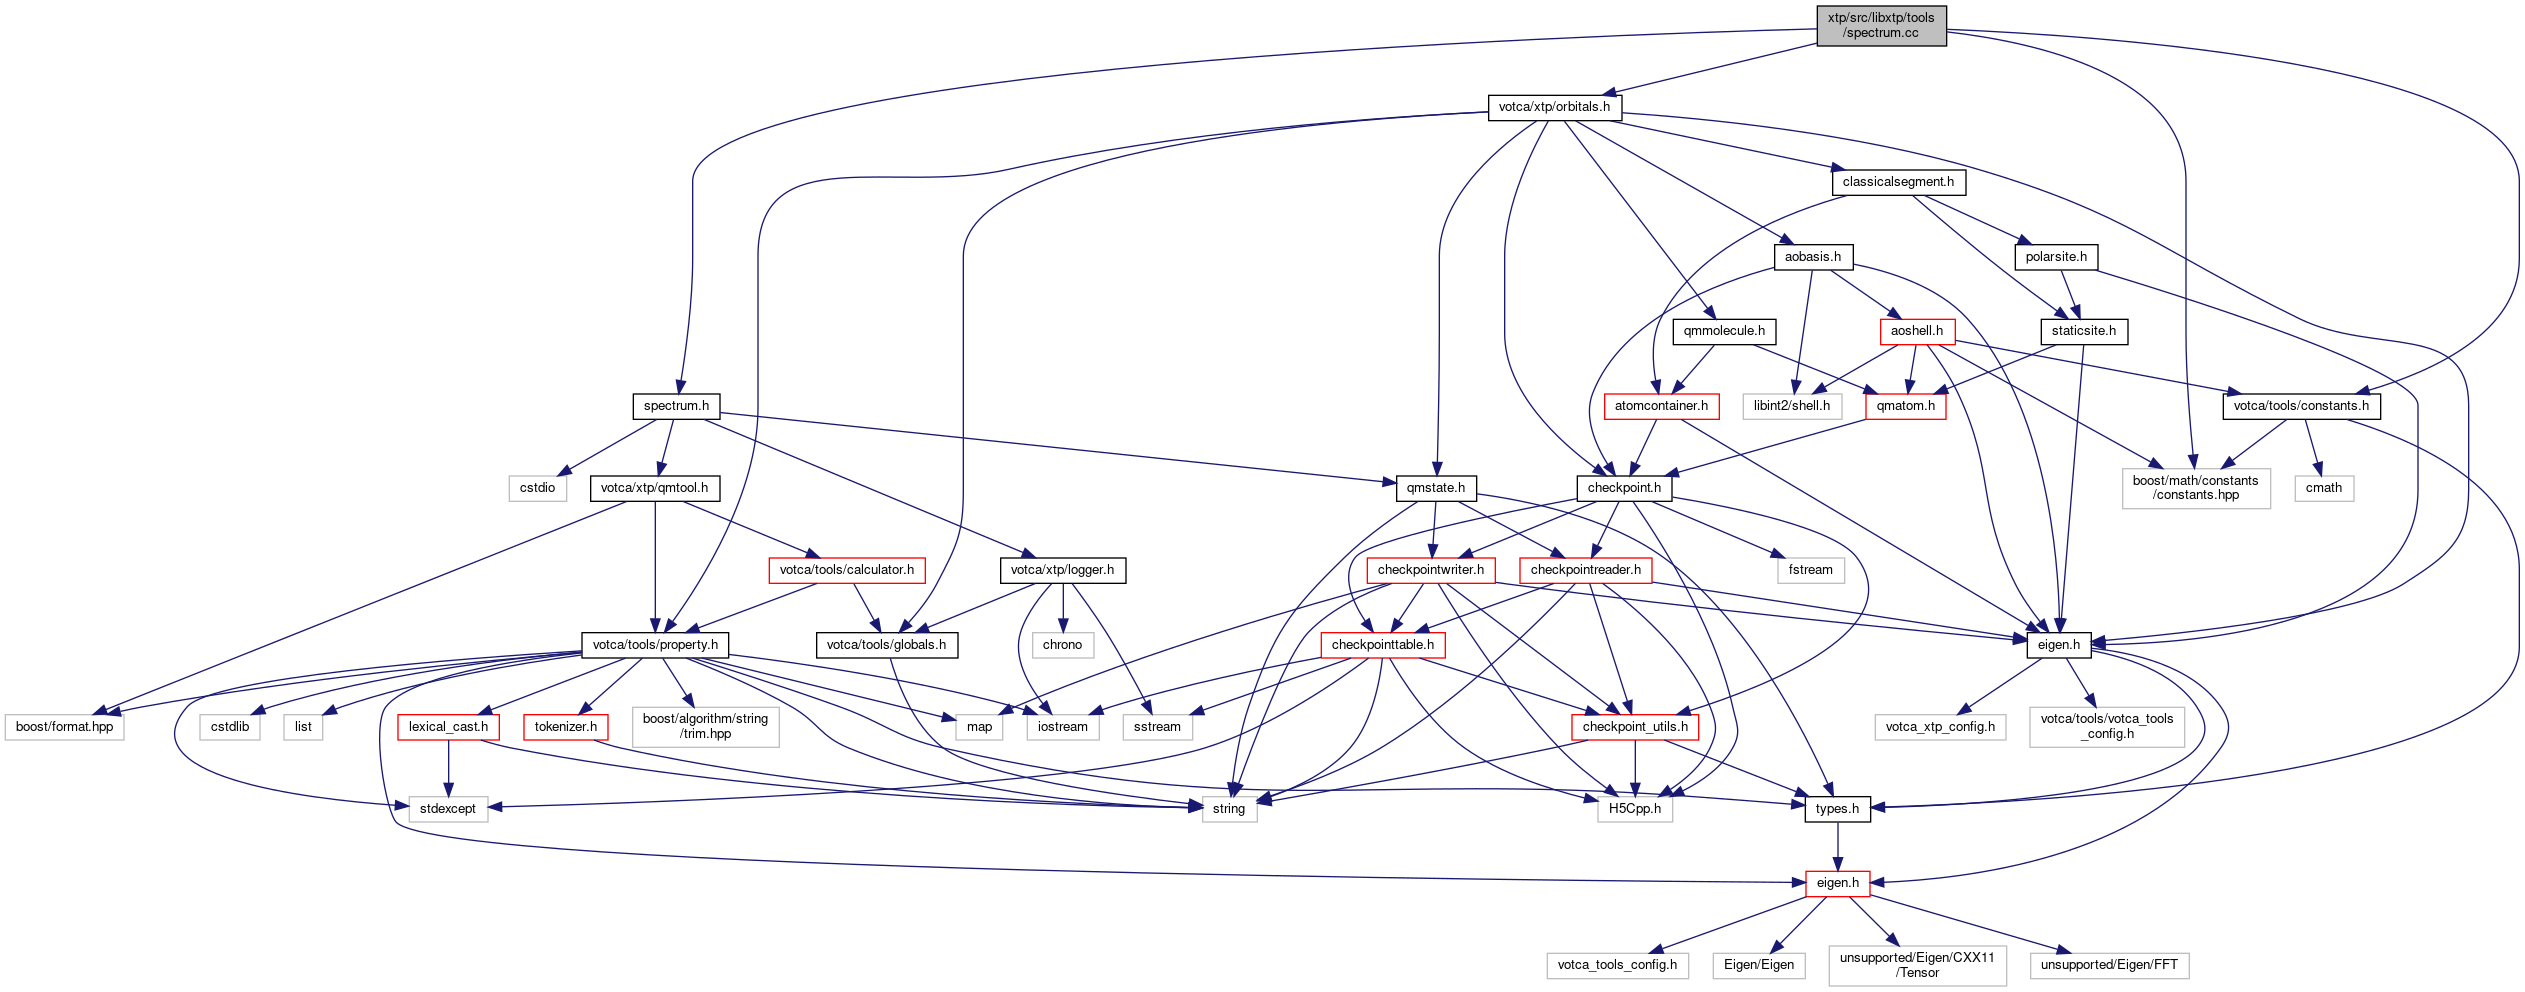 xtp/src/libxtp/tools
/spectrum.cc
votca/xtp/orbitals.h
classicalsegment.h
aobasis.h
polarsite.h
qmmolecule.h
aoshell.h
staticsite.h
spectrum.h
atomcontainer.h
libint2/shell.h
qmatom.h
votca/tools/constants.h
cstdio
votca/xtp/qmtool.h
qmstate.h
checkpoint.h
boost/math/constants
/constants.hpp
cmath
votca/tools/calculator.h
votca/xtp/logger.h
checkpointwriter.h
checkpointreader.h
fstream
votca/tools/property.h
votca/tools/globals.h
chrono
checkpointtable.h
eigen.h
boost/format.hpp
cstdlib
list
lexical_cast.h
tokenizer.h
boost/algorithm/string
/trim.hpp
map
iostream
sstream
checkpoint_utils.h
votca_xtp_config.h
votca/tools/votca_tools
_config.h
stdexcept
string
H5Cpp.h
types.h
eigen.h
votca_tools_config.h
Eigen/Eigen
unsupported/Eigen/CXX11
/Tensor
unsupported/Eigen/FFT